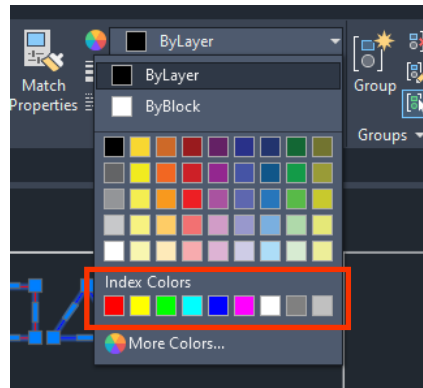 ByLayer
Match
Properties
ByLayer
ByBlock
Group
Groups
Index Colors
More Colors...